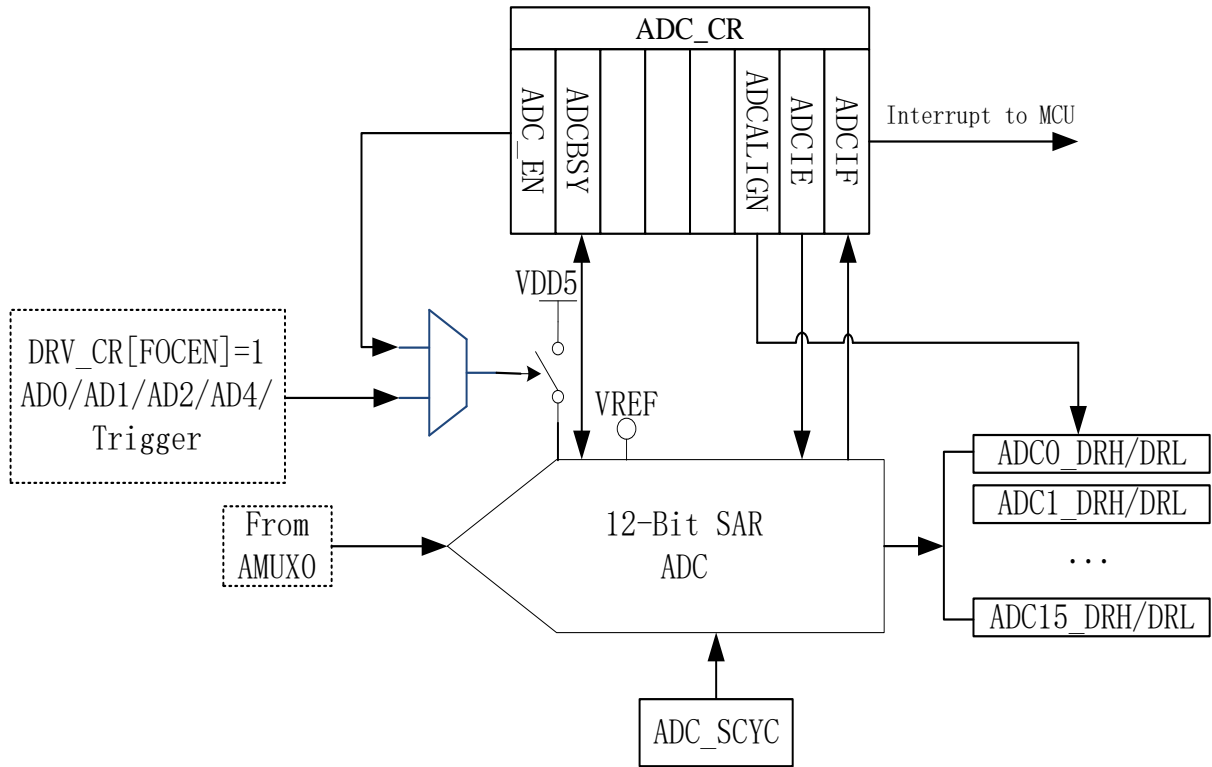 ADC_CR
ADC_EN
ADCBSY
ADCALIGN
ADCIE
ADCIF
Interrupt to MCU
VDD5
DRV_CR[FOCEN]=1
AD0/AD1/AD2/AD4/
Trigger
VREF
ADC0_DRH/DRL
ADC1_DRH/DRL
...
ADC15_DRH/DRL
From
AMUX0
12-Bit SAR
ADC
ADC_SCYC